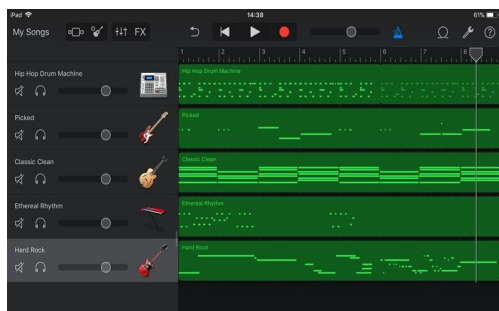 iPad 14:38 61%
My Songs FX
1 2 3 4 5 6 7 8
Hip Hop Drum Machine Hip Hop Drum Machine
Picked Picked
Classic Clean Classic Clean
Ethereal Rhythm Ethereal Rhythm
Hard Rock Hard Rock